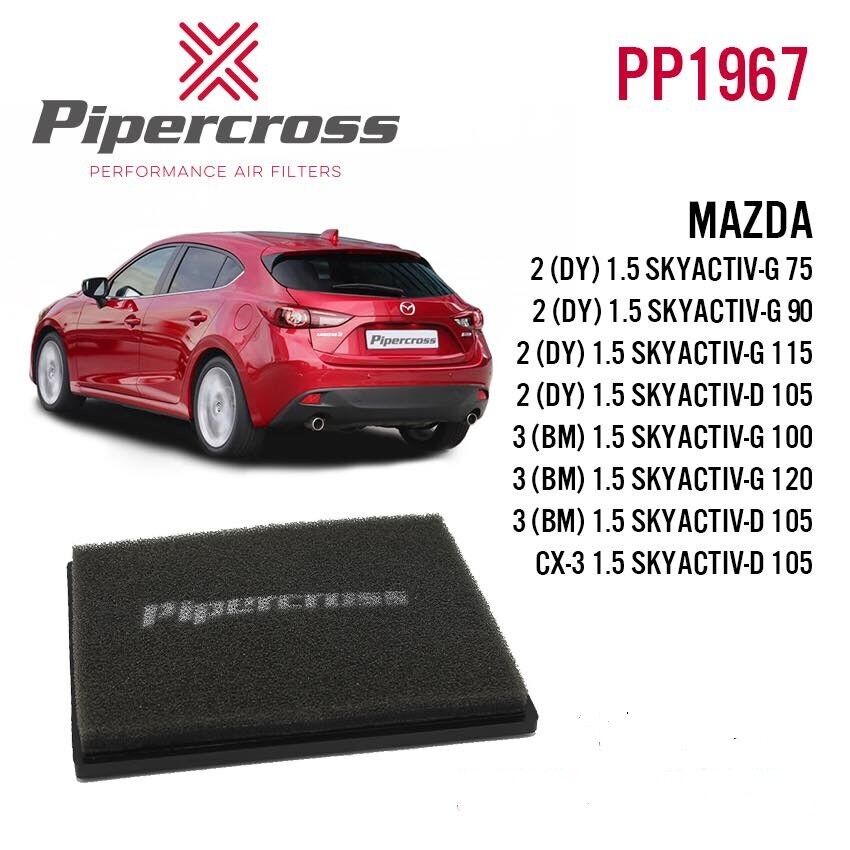 Pipercross
PERFORMANCE AIR FILTERS
PP1967
MAZDA
2 (DY) 1.5 SKYACTIV-G 75
2 (DY) 1.5 SKYACTIV-G 90
2 (DY) 1.5 SKYACTIV-G 115
2 (DY) 1.5 SKYACTIV-D 105
3 (BM) 1.5 SKYACTIV-G 100
3 (BM) 1.5 SKYACTIV-G 120
3 (BM) 1.5 SKYACTIV-D 105
CX-3 1.5 SKYACTIV-D 105
Pipercross
Pipercross